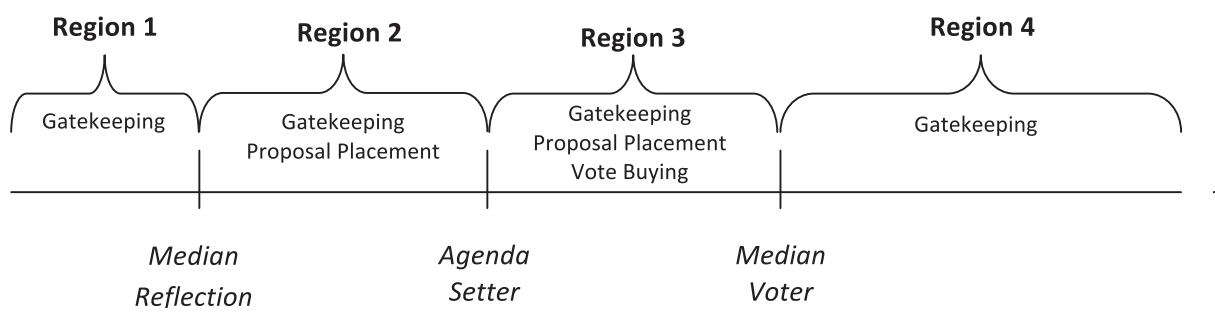 Region 1
Region 2
Region 3
Region 4
Gatekeeping
Gatekeeping
Proposal Placement
Gatekeeping
Proposal Placement
Vote Buying
Gatekeeping
Median
Reflection
Agenda
Setter
Median
Voter